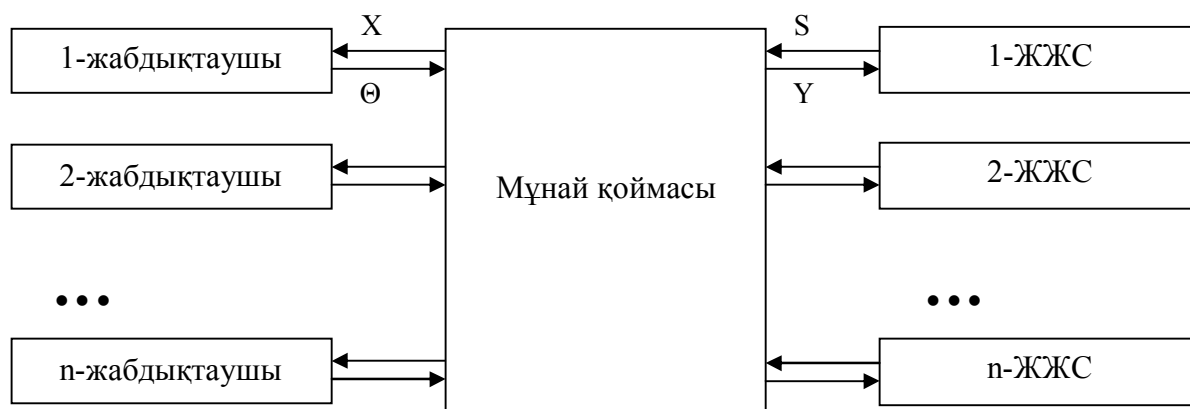 X
S
1-жабдықтаушы
1-ЖЖС
Θ
Y
2-жабдықтаушы
2-ЖЖС
Мұнай қоймасы
•••
•••
n-жабдықтаушы
n-ЖЖС